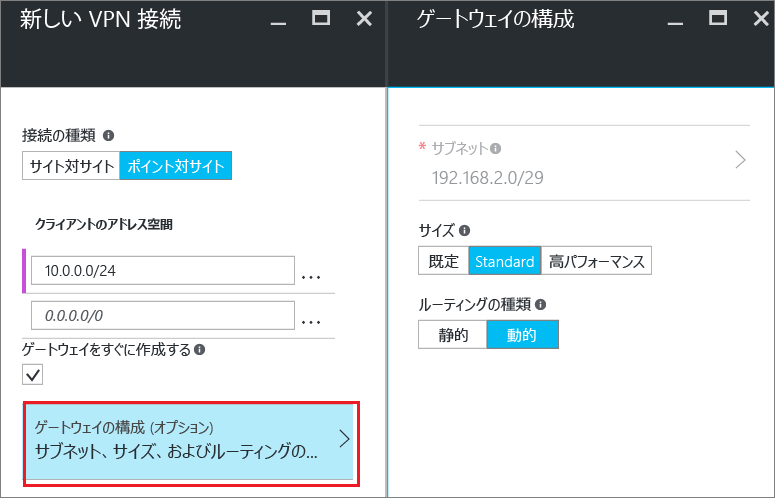 新しい VPN 接続
接続の種類
サイト対サイト
ポイント対サイト
クライアントのアドレス空間
10.0.0.0/24
...
0.0.0.0/0
...
ゲートウェイをすぐに作成する
ゲートウェイの構成 (オプション)
サブネット、サイズ、およびルーティングの...
ゲートウェイの構成
* サブネット
192.168.2.0/29
サイズ
既定
Standard
高パフォーマンス
ルーティングの種類
静的
動的